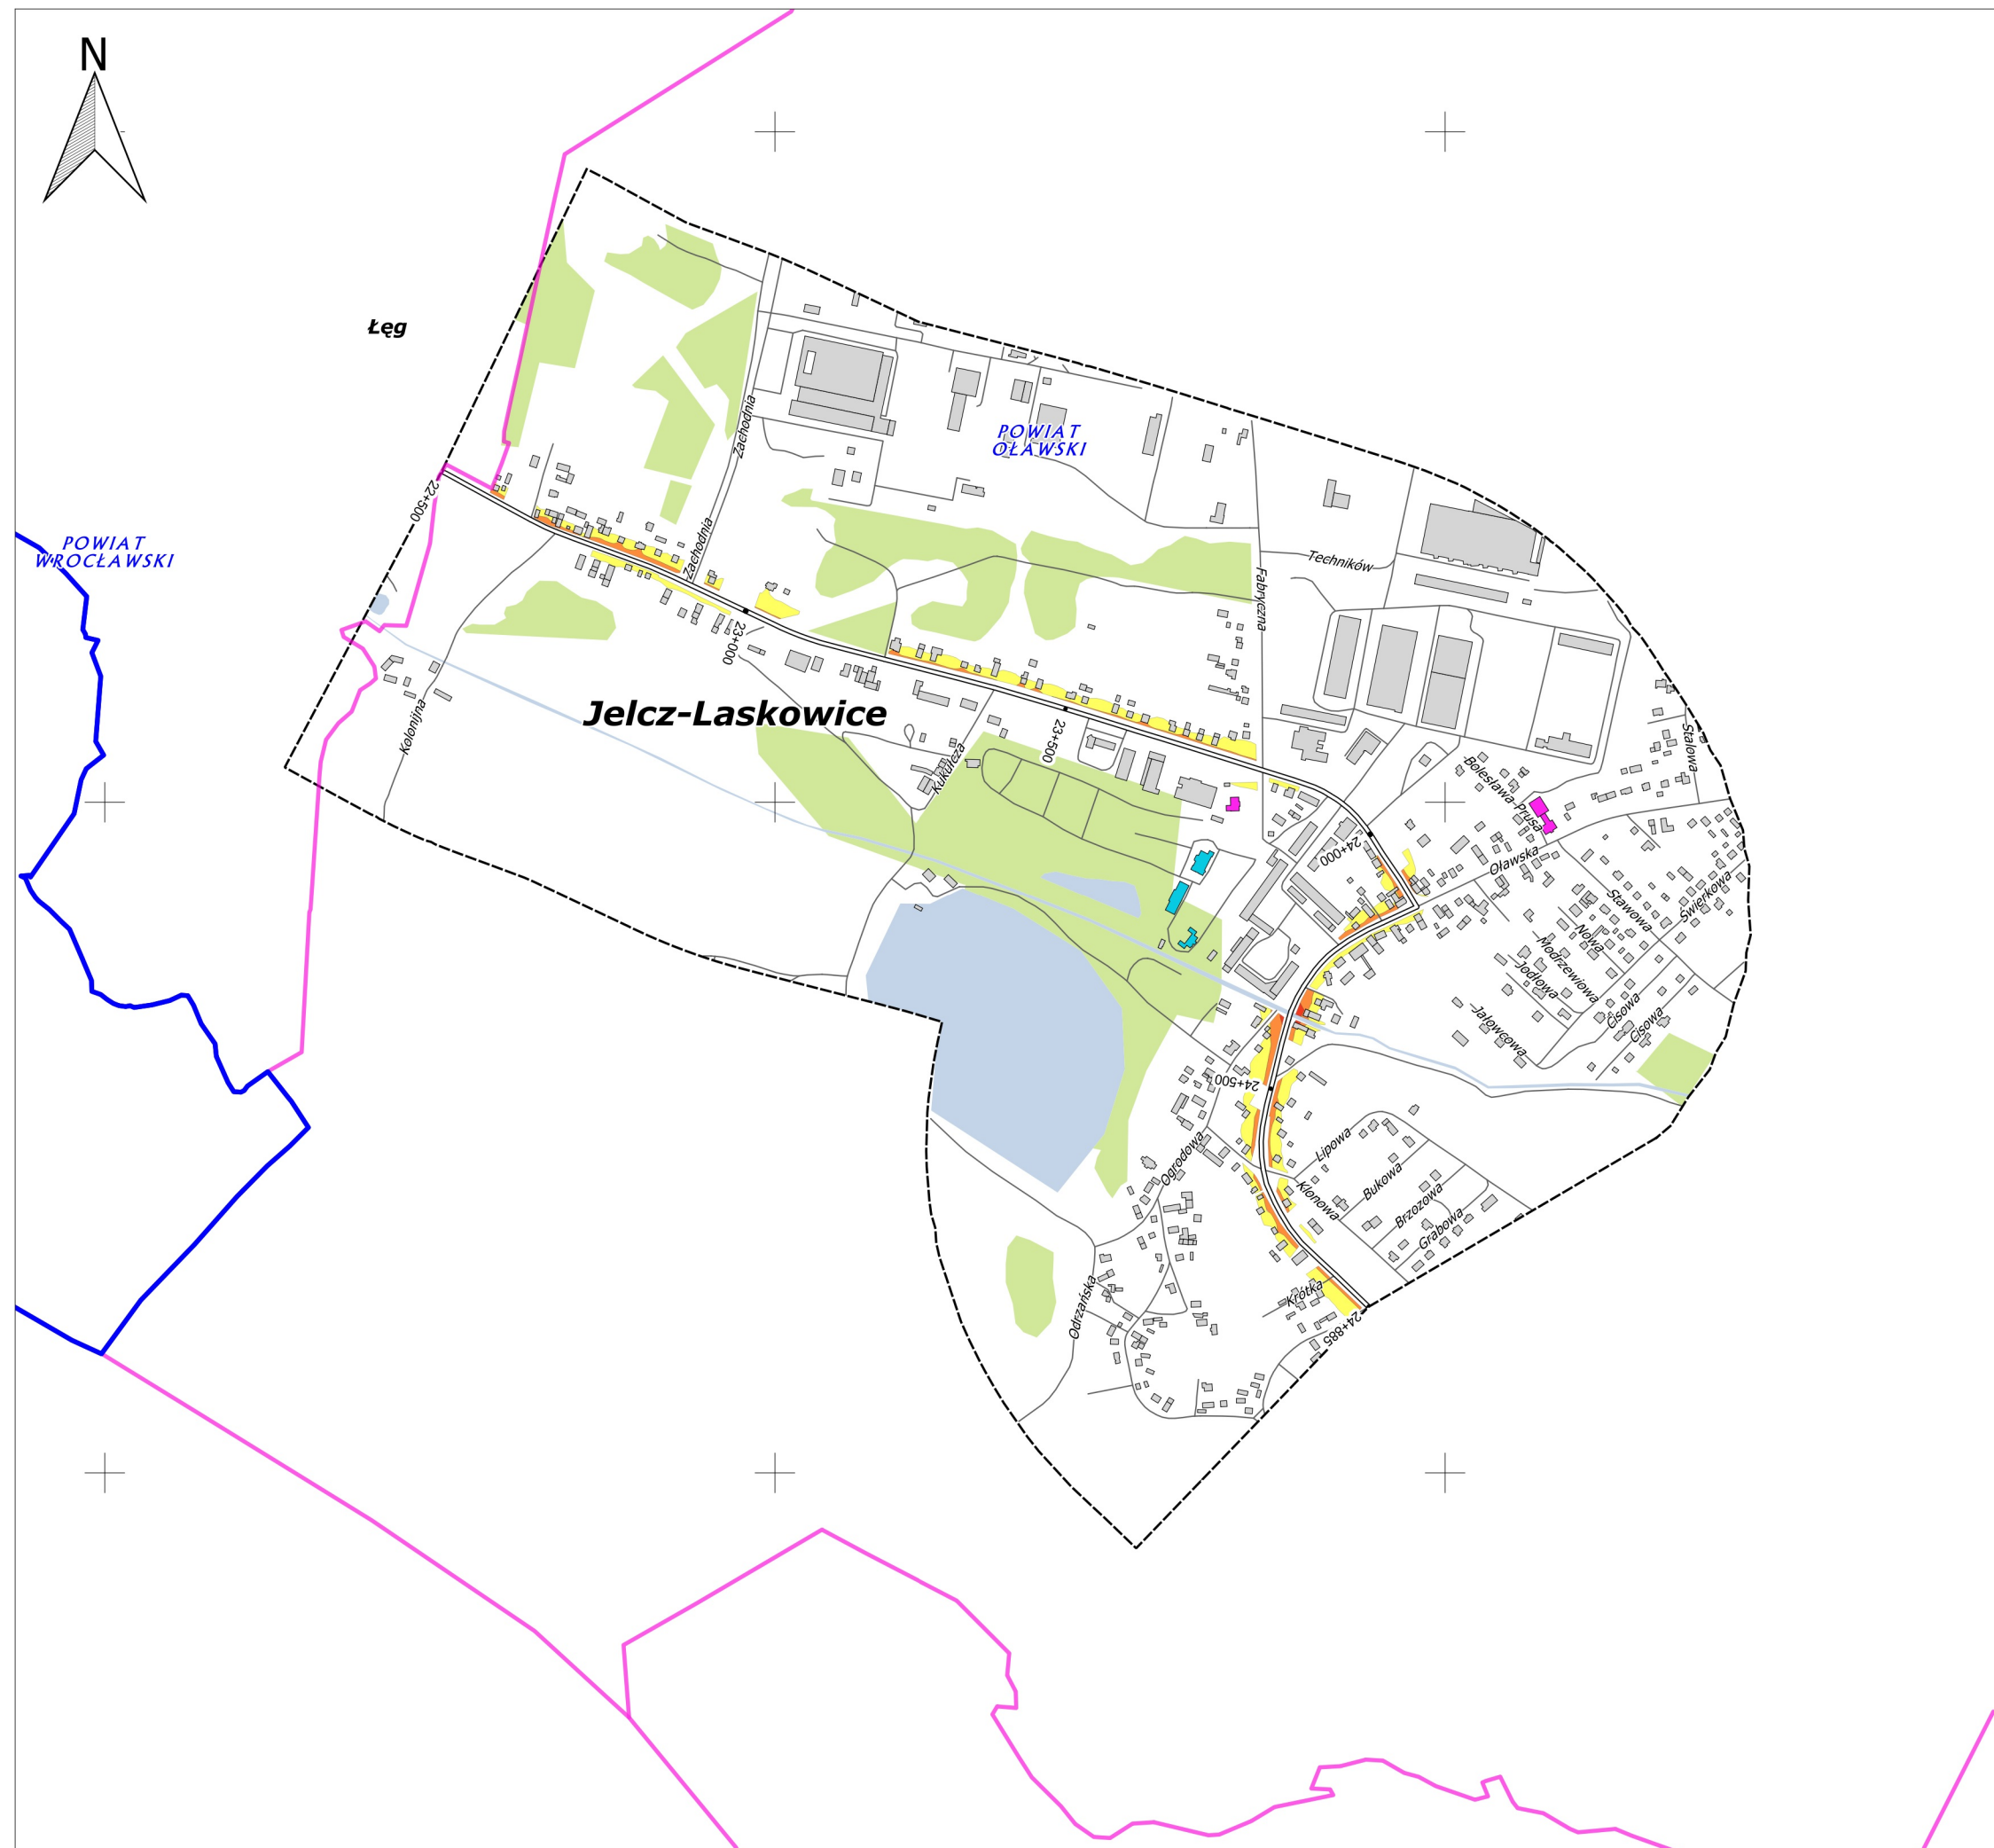 N
Łęg
Zachodnia
POWIAT
OŁAWSKI
22+500
POWIAT
WROCŁAWSKI
Zachodnia
Techników
Fabryczna
23+000
Kolonijna
Jelcz-Laskowice
23+500
Kukułcza
Stalowa
Bolesława Prusa
24+000
Oławska
Stawowa
Świerkowa
Nowa
Modrzewiowa
Jodłowa
Cisowa
Cisowa
Jałowcowa
24+500
Lipowa
Ogrodowa
Bukowa
Klonowa
Brzozowa
Grabowa
Odrzańska
Krótka
24+885